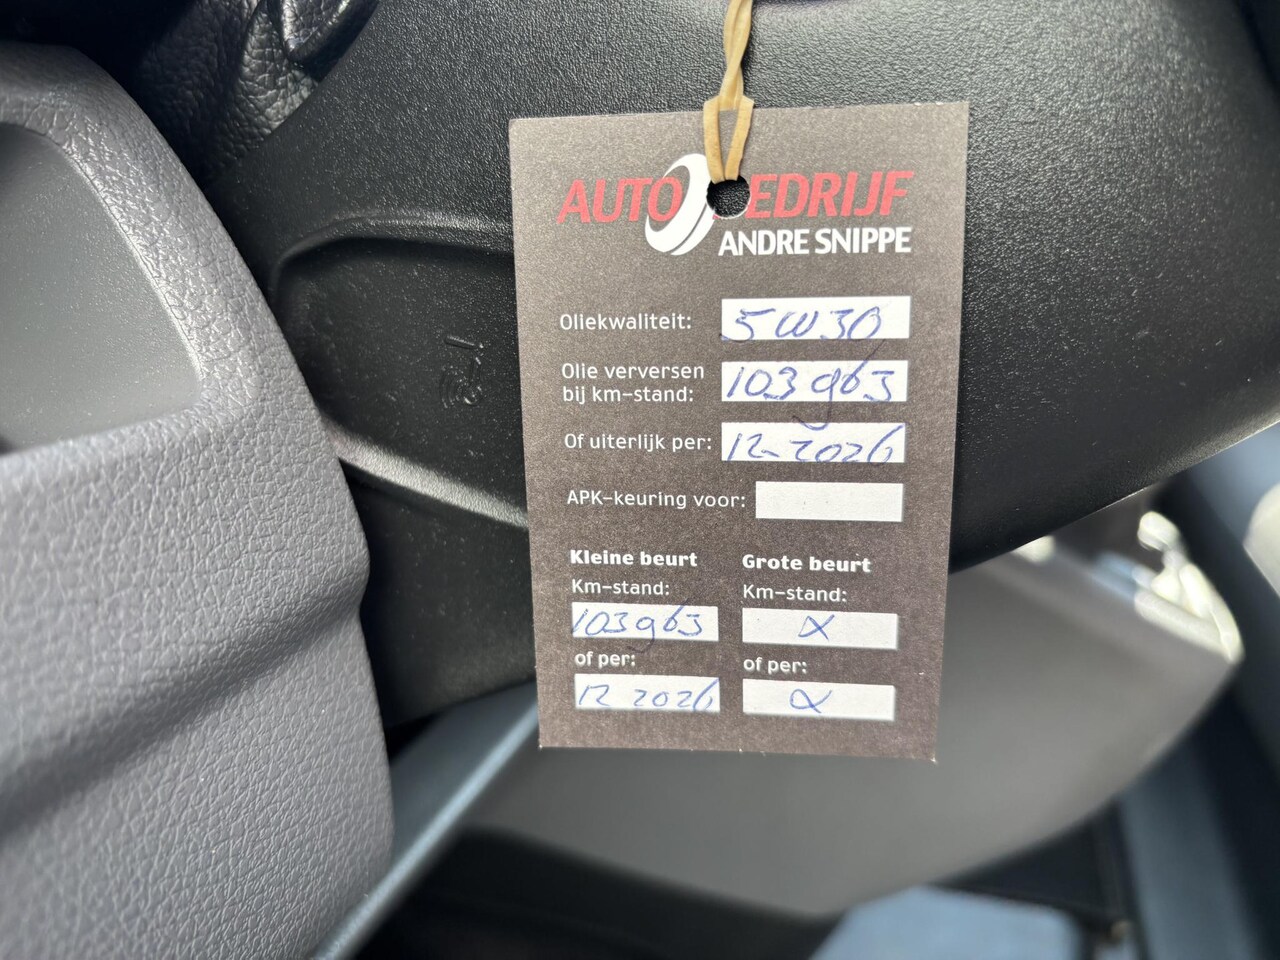 AUTOBEDRIJF
ANDRE SNIPPE
Oliekwaliteit: 5W30
Olie verversen
bij km-stand: 103963
Of uiterlijk per: 12-2026
APK-keuring voor:
Kleine beurt Grote beurt
Km-stand: Km-stand:
103963 X
of per: of per:
12 2026 X